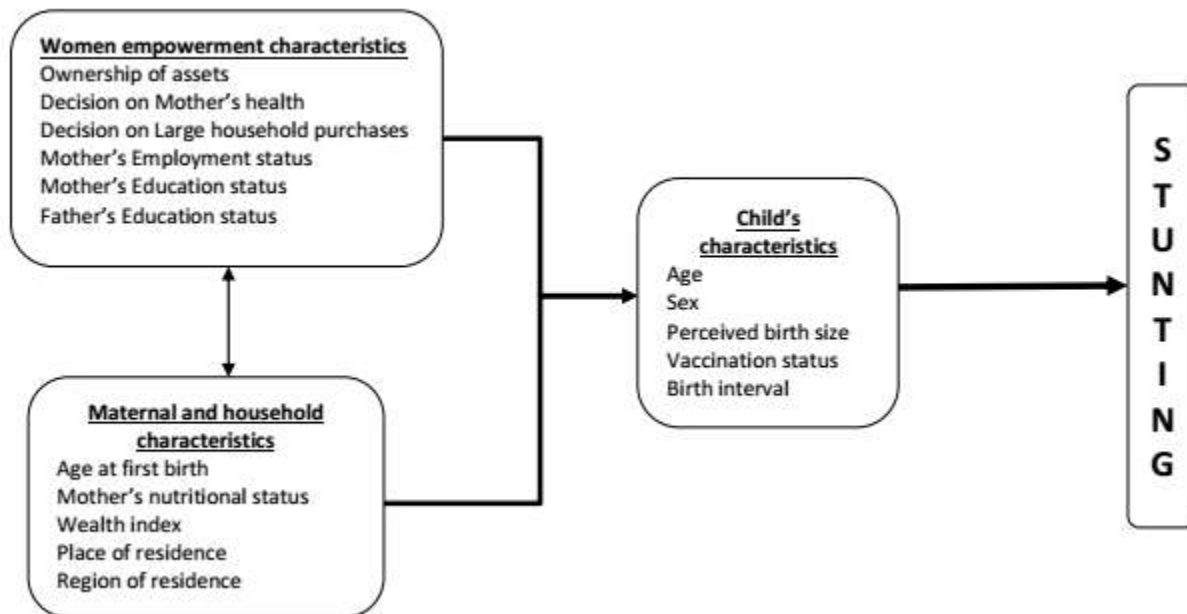 Women empowerment characteristics
Ownership of assets
Decision on Mother's health
Decision on Large household purchases
Mother's Employment status
Mother's Education status
Father's Education status
Maternal and household
characteristics
Age at first birth
Mother's nutritional status
Wealth index
Place of residence
Region of residence
Child's
characteristics
Age
Sex
Perceived birth size
Vaccination status
Birth interval
S
T
U
N
T
I
N
G